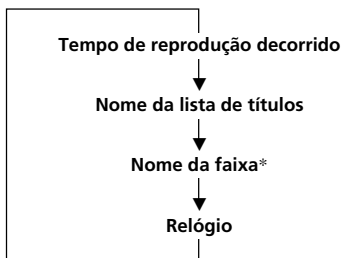 Tempo de reprodução decorrido
Nome da lista de títulos
Nome da faixa*
Relógio